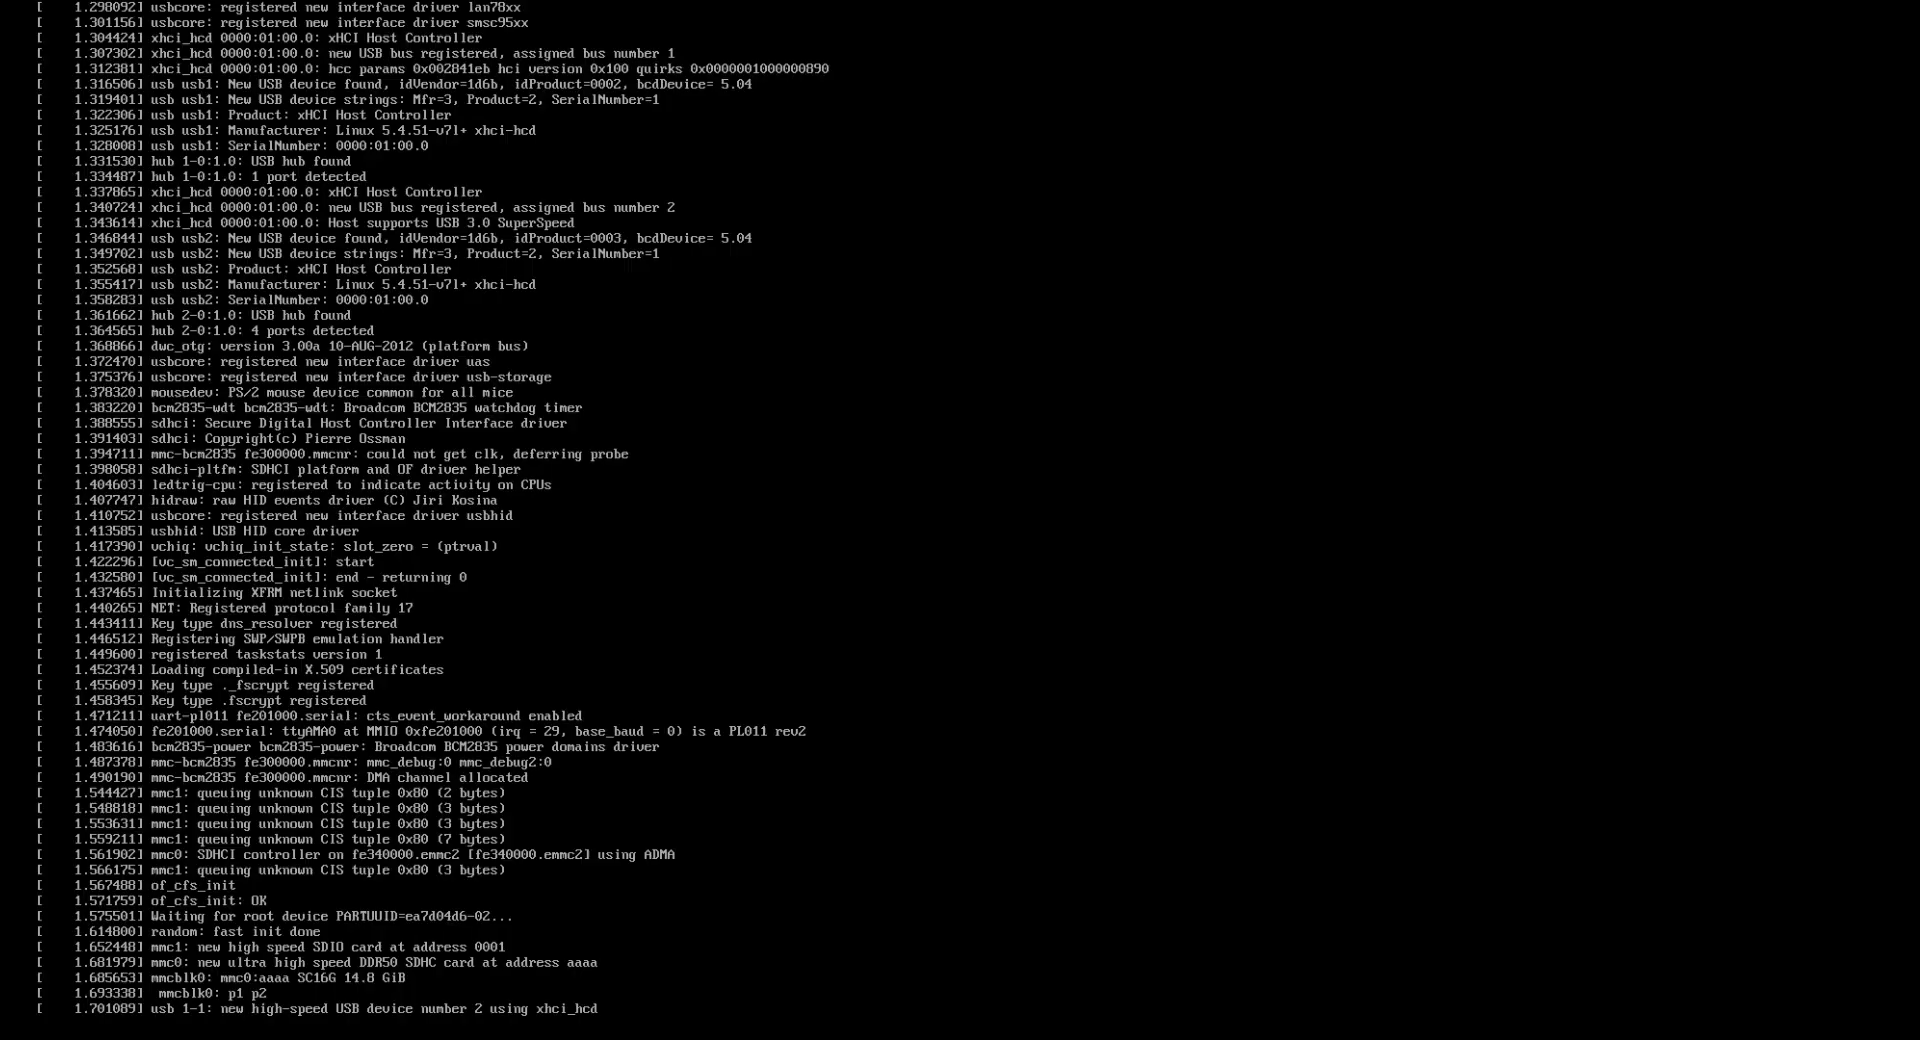 [    1.298092] usbcore: registered new interface driver lan78xx
[    1.301156] usbcore: registered new interface driver smsc95xx
[    1.304424] xhci_hcd 0000:01:00.0: xHCI Host Controller
[    1.307302] xhci_hcd 0000:01:00.0: new USB bus registered, assigned bus number 1
[    1.312381] xhci_hcd 0000:01:00.0: hcc params 0x002841eb hci version 0x100 quirks 0x0000001000000890
[    1.316506] usb usb1: New USB device found, idVendor=1d6b, idProduct=0002, bcdDevice= 5.04
[    1.319401] usb usb1: New USB device strings: Mfr=3, Product=2, SerialNumber=1
[    1.322306] usb usb1: Product: xHCI Host Controller
[    1.325176] usb usb1: Manufacturer: Linux 5.4.51-v7l+ xhci-hcd
[    1.328008] usb usb1: SerialNumber: 0000:01:00.0
[    1.331530] hub 1-0:1.0: USB hub found
[    1.334487] hub 1-0:1.0: 1 port detected
[    1.337865] xhci_hcd 0000:01:00.0: xHCI Host Controller
[    1.340724] xhci_hcd 0000:01:00.0: new USB bus registered, assigned bus number 2
[    1.343614] xhci_hcd 0000:01:00.0: Host supports USB 3.0 SuperSpeed
[    1.346844] usb usb2: New USB device found, idVendor=1d6b, idProduct=0003, bcdDevice= 5.04
[    1.349702] usb usb2: New USB device strings: Mfr=3, Product=2, SerialNumber=1
[    1.352568] usb usb2: Product: xHCI Host Controller
[    1.355417] usb usb2: Manufacturer: Linux 5.4.51-v7l+ xhci-hcd
[    1.358283] usb usb2: SerialNumber: 0000:01:00.0
[    1.361662] hub 2-0:1.0: USB hub found
[    1.364565] hub 2-0:1.0: 4 ports detected
[    1.368866] dwc_otg: version 3.00a 10-AUG-2012 (platform bus)
[    1.372470] usbcore: registered new interface driver uas
[    1.375376] usbcore: registered new interface driver usb-storage
[    1.378320] mousedev: PS/2 mouse device common for all mice
[    1.383220] bcm2835-wdt bcm2835-wdt: Broadcom BCM2835 watchdog timer
[    1.388555] sdhci: Secure Digital Host Controller Interface driver
[    1.391403] sdhci: Copyright(c) Pierre Ossman
[    1.394711] mmc-bcm2835 fe300000.mmcnr: could not get clk, deferring probe
[    1.398058] sdhci-pltfm: SDHCI platform and OF driver helper
[    1.404603] ledtrig-cpu: registered to indicate activity on CPUs
[    1.407747] hidraw: raw HID events driver (C) Jiri Kosina
[    1.410752] usbcore: registered new interface driver usbhid
[    1.413585] usbhid: USB HID core driver
[    1.417390] vchiq: vchiq_init_state: slot_zero = (ptrval)
[    1.422296] [vc_sm_connected_init]: start
[    1.432580] [vc_sm_connected_init]: end - returning 0
[    1.437465] Initializing XFRM netlink socket
[    1.440265] NET: Registered protocol family 17
[    1.443411] Key type dns_resolver registered
[    1.446512] Registering SWP/SWPB emulation handler
[    1.449600] registered taskstats version 1
[    1.452374] Loading compiled-in X.509 certificates
[    1.455609] Key type ._fscrypt registered
[    1.458345] Key type .fscrypt registered
[    1.471211] uart-pl011 fe201000.serial: cts_event_workaround enabled
[    1.474050] fe201000.serial: ttyAMA0 at MMIO 0xfe201000 (irq = 29, base_baud = 0) is a PL011 rev2
[    1.483616] bcm2835-power bcm2835-power: Broadcom BCM2835 power domains driver
[    1.487378] mmc-bcm2835 fe300000.mmcnr: mmc_debug:0 mmc_debug2:0
[    1.490190] mmc-bcm2835 fe300000.mmcnr: DMA channel allocated
[    1.544427] mmc1: queuing unknown CIS tuple 0x80 (2 bytes)
[    1.548818] mmc1: queuing unknown CIS tuple 0x80 (3 bytes)
[    1.553631] mmc1: queuing unknown CIS tuple 0x80 (3 bytes)
[    1.559211] mmc1: queuing unknown CIS tuple 0x80 (7 bytes)
[    1.561902] mmc0: SDHCI controller on fe340000.emmc2 [fe340000.emmc2] using ADMA
[    1.566175] mmc1: queuing unknown CIS tuple 0x80 (3 bytes)
[    1.567488] of_cfs_init
[    1.571759] of_cfs_init: OK
[    1.575501] Waiting for root device PARTUUID=ea7d04d6-02...
[    1.614800] random: fast init done
[    1.652448] mmc1: new high speed SDIO card at address 0001
[    1.681979] mmc0: new ultra high speed DDR50 SDHC card at address aaaa
[    1.685653] mmcblk0: mmc0:aaaa SC16G 14.8 GiB
[    1.693338]  mmcblk0: p1 p2
[    1.701089] usb 1-1: new high-speed USB device number 2 using xhci_hcd